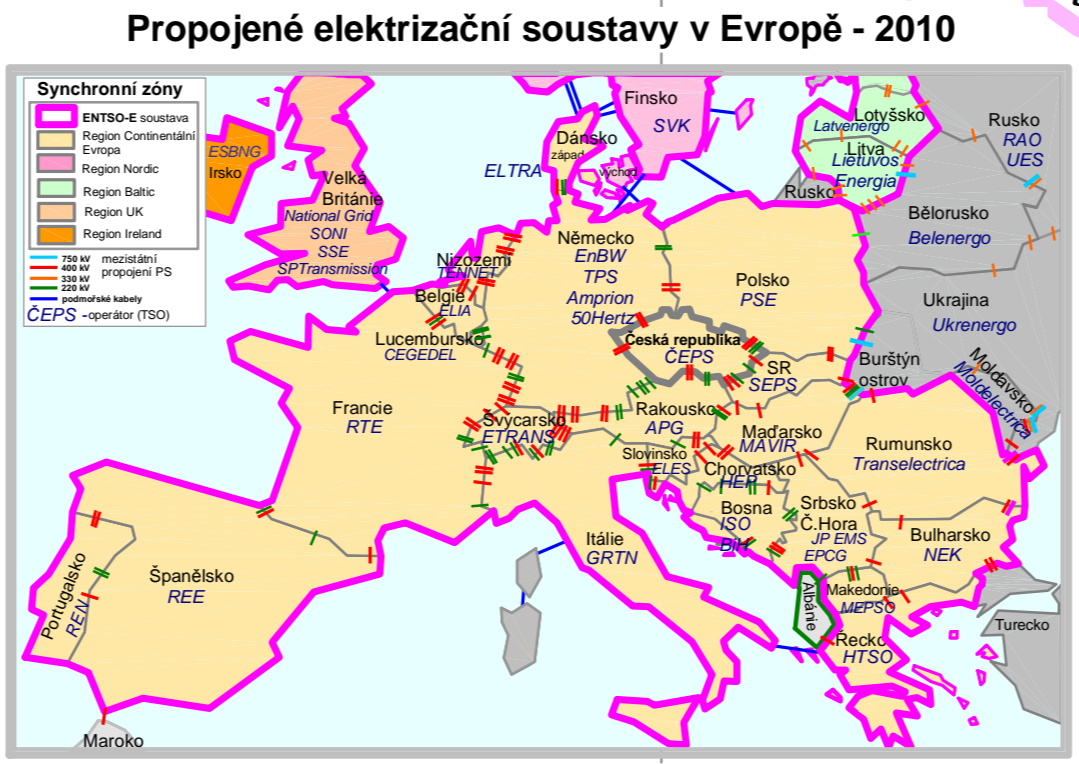 Propojené elektrizační soustavy v Evropě - 2010
Synchronní zóny
ENTSO-E soustava
Region Continentální
Evropa
Region Nordic
Region Baltic
Region UK
Region Ireland
750 kV
400 kV
330 kV
220 kV
mezistátní
propojení PS
podmořské kabely
ČEPS -operátor (TSO)
ESBNG
Irsko
Velká
Británie
National Grid
SONI
SSE
SPTransmission
ELTRA
Dánsko
západ
východ
Finsko
SVK
Lotyšsko
Latvenergo
Litva
Lietuvos
Energia
Rusko
Rusko
RAO
UES
Bělorusko
Belenergo
Nizozemí
TENNET
Belgie
ELIA
Lucembursko
CEGEDEL
Německo
EnBW
TPS
Amprion
50Hertz
Polsko
PSE
Ukrajina
Ukrenergo
Česká republika
ČEPS
SR
SEPS
Burštýn
ostrov
Moldavsko
Moldelectrica
Francie
RTE
Švycarsko
ETRANS
Rakousko
APG
Maďarsko
MAVIR
Rumunsko
Transelectrica
Slovinsko
ELES
Chorvatsko
HEP
Bosna
ISO
BiH
Srbsko
Č.Hora
JP EMS
EPCG
Bulharsko
NEK
Itálie
GRTN
Portugalsko
REN
Španělsko
REE
Albánie
Makedonie
MEPSO
Řecko
HTSO
Turecko
Maroko